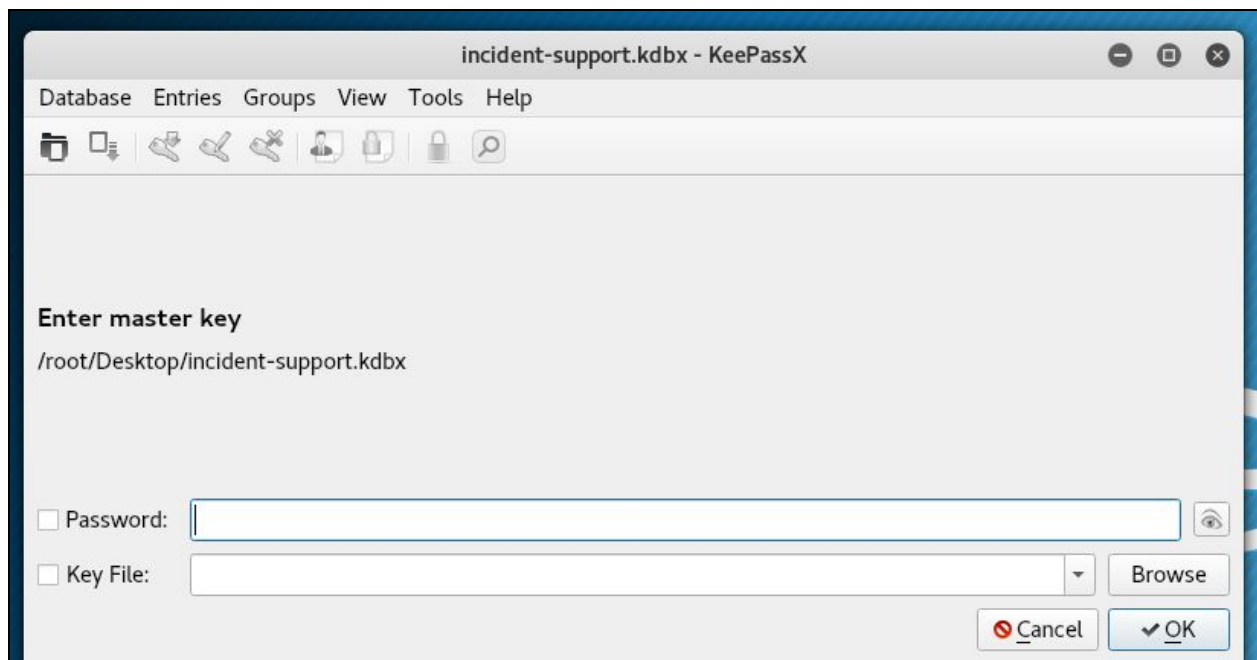 incident-support.kdbx - KeePassX
Database Entries Groups View Tools Help
Enter master key
/root/Desktop/incident-support.kdbx
Password:
Key File:
Browse
Cancel
OK